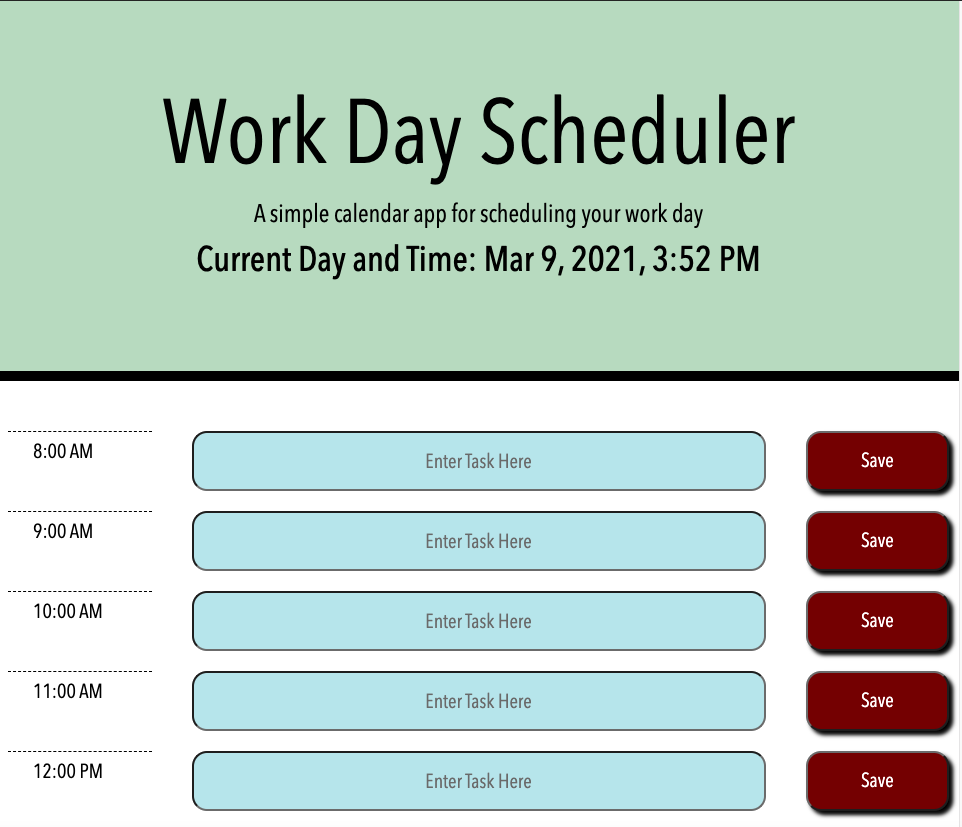 Work Day Scheduler
A simple calendar app for scheduling your work day
Current Day and Time: Mar 9, 2021, 3:52 PM
8:00 AM Enter Task Here Save
9:00 AM Enter Task Here Save
10:00 AM Enter Task Here Save
11:00 AM Enter Task Here Save
12:00 PM Enter Task Here Save